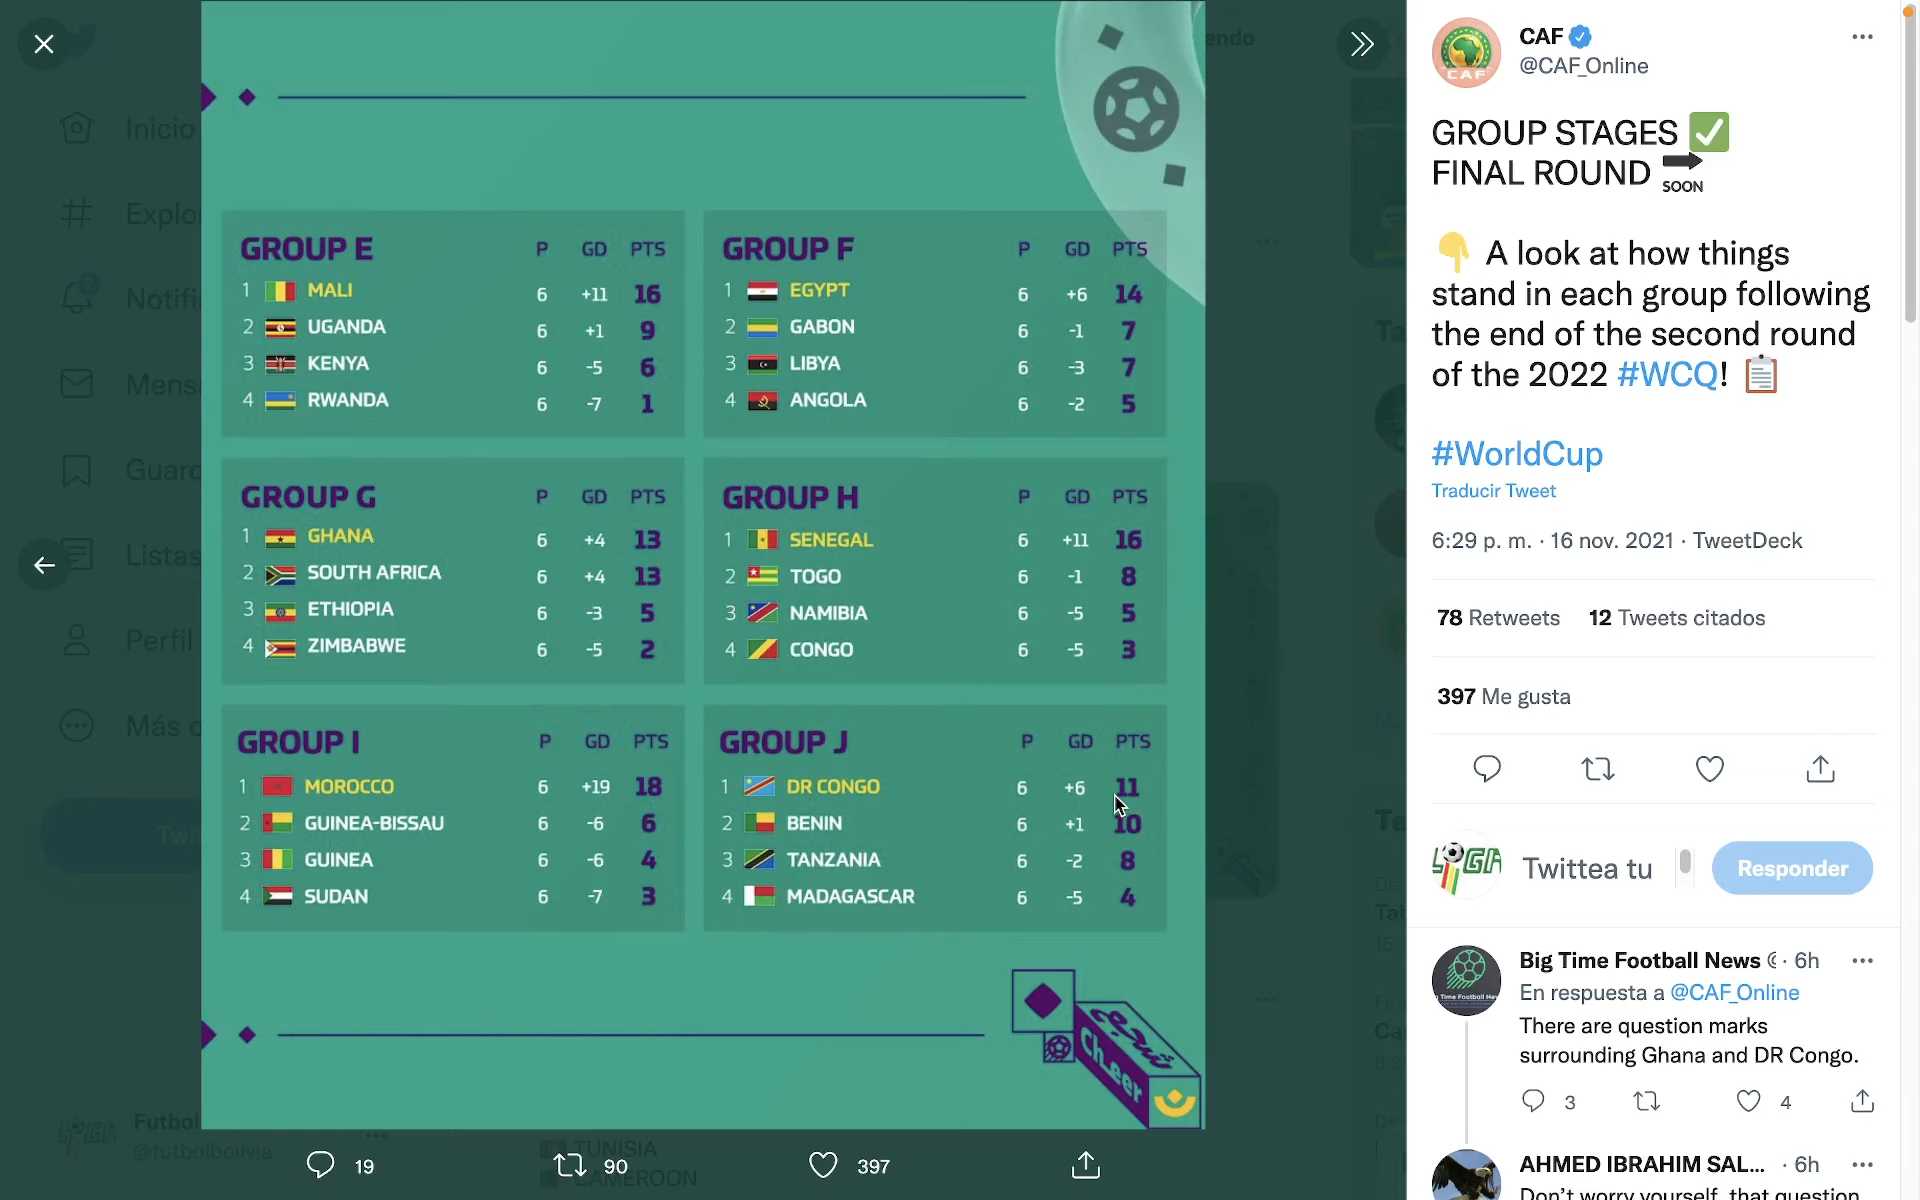 GROUP E P GD PTS
1 MALI 6 +11 16
2 UGANDA 6 +1 9
3 KENYA 6 -5 6
4 RWANDA 6 -7 1
GROUP F P GD PTS
1 EGYPT 6 +6 14
2 GABON 6 -1 7
3 LIBYA 6 -3 7
4 ANGOLA 6 -2 5
GROUP G P GD PTS
1 GHANA 6 +4 13
2 SOUTH AFRICA 6 +4 13
3 ETHIOPIA 6 -3 5
4 ZIMBABWE 6 -5 2
GROUP H P GD PTS
1 SENEGAL 6 +11 16
2 TOGO 6 -1 8
3 NAMIBIA 6 -5 5
4 CONGO 6 -5 3
GROUP I P GD PTS
1 MOROCCO 6 +19 18
2 GUINEA-BISSAU 6 -6 6
3 GUINEA 6 -6 4
4 SUDAN 6 -7 3
GROUP J P GD PTS
1 DR CONGO 6 +6 11
2 BENIN 6 +1 10
3 TANZANIA 6 -2 8
4 MADAGASCAR 6 -5 4
Cheer
19 90 397
Inicio
Explo
Notifi
Mens
Guard
Listas
Perfil
Más
Futbol
@futbolbolivia
TUNISIA
CAMEROON
CAF
@CAF_Online
GROUP STAGES
FINAL ROUND SOON
A look at how things
stand in each group following
the end of the second round
of the 2022 #WCQ!
#WorldCup
Traducir Tweet
6:29 p. m. · 16 nov. 2021 · TweetDeck
78 Retweets 12 Tweets citados
397 Me gusta
Twittea tu Responder
Big Time Football News · 6h
En respuesta a @CAF_Online
There are question marks
surrounding Ghana and DR Congo.
3 4
AHMED IBRAHIM SAL... · 6h
Don't worry yourself, that question